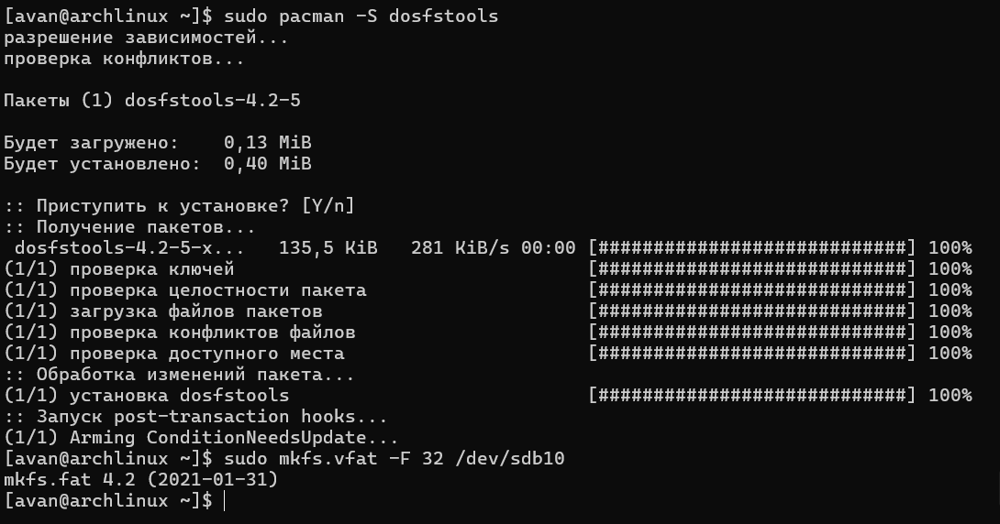 [avan@archlinux ~]$ sudo pacman -S dosfstools
разрешение зависимостей...
проверка конфликтов...
Пакеты (1) dosfstools-4.2-5
Будет загружено:    0,13 MiB
Будет установлено:  0,40 MiB
:: Приступить к установке? [Y/n]
:: Получение пакетов...
 dosfstools-4.2-5-x...   135,5 KiB   281 KiB/s 00:00 [############################] 100%
(1/1) проверка ключей                                [############################] 100%
(1/1) проверка целостности пакета                    [############################] 100%
(1/1) загрузка файлов пакетов                        [############################] 100%
(1/1) проверка конфликтов файлов                     [############################] 100%
(1/1) проверка доступного места                      [############################] 100%
:: Обработка изменений пакета...
(1/1) установка dosfstools                           [############################] 100%
:: Запуск post-transaction hooks...
(1/1) Arming ConditionNeedsUpdate...
[avan@archlinux ~]$ sudo mkfs.vfat -F 32 /dev/sdb10
mkfs.fat 4.2 (2021-01-31)
[avan@archlinux ~]$